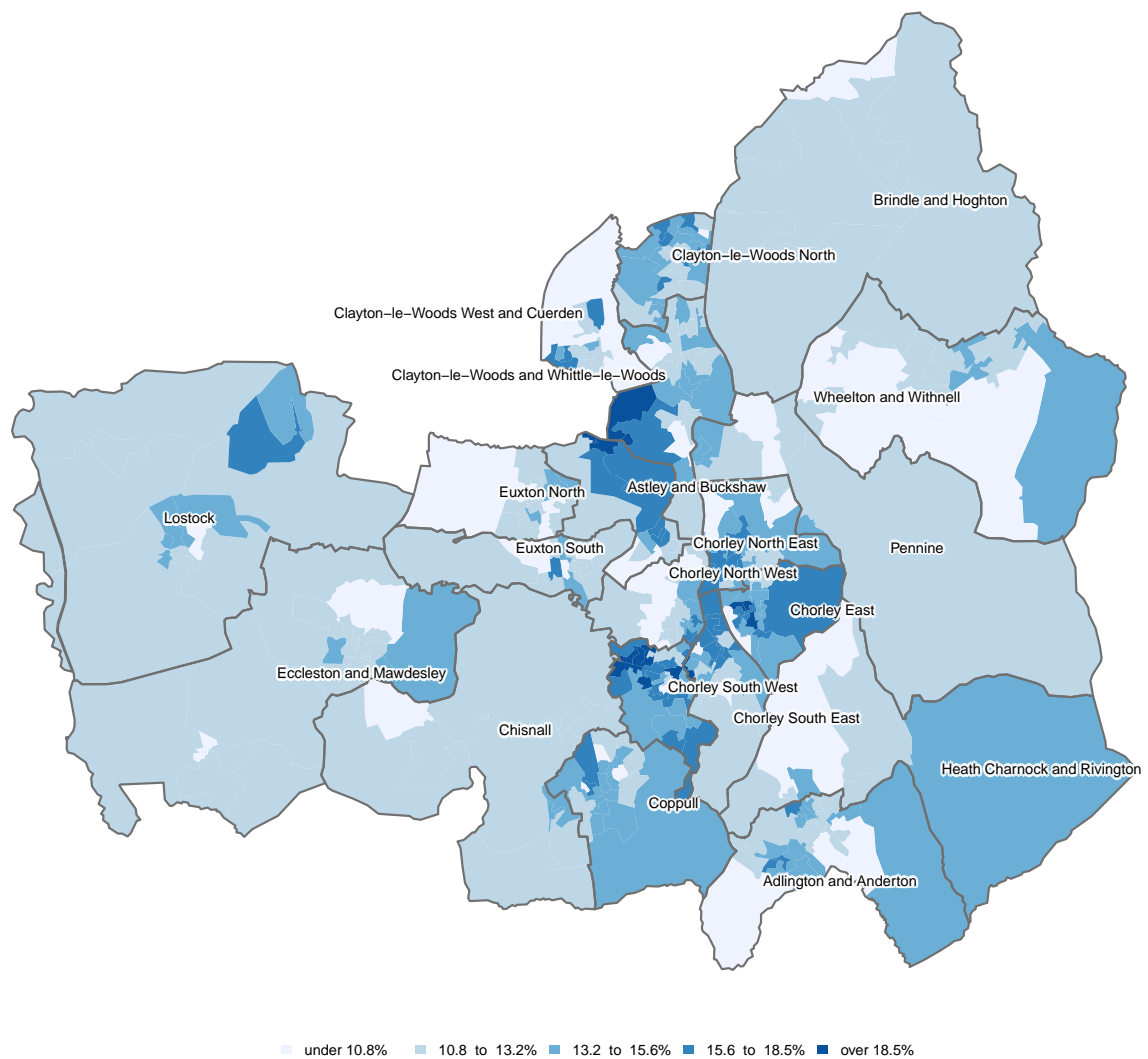 Brindle and Hoghton
Clayton−le−Woods North
Clayton−le−Woods West and Cuerden
Clayton−le−Woods and Whittle−le−Woods
Wheelton and Withnell
Astley and Buckshaw
Euxton North
Lostock
Chorley North East
Euxton South
Pennine
Chorley North West
Chorley East
Eccleston and Mawdesley
Chorley South West
Chorley South East
Chisnall
Heath Charnock and Rivington
Coppull
Adlington and Anderton
under 10.8% 10.8 to 13.2% 13.2 to 15.6% 15.6 to 18.5% over 18.5%